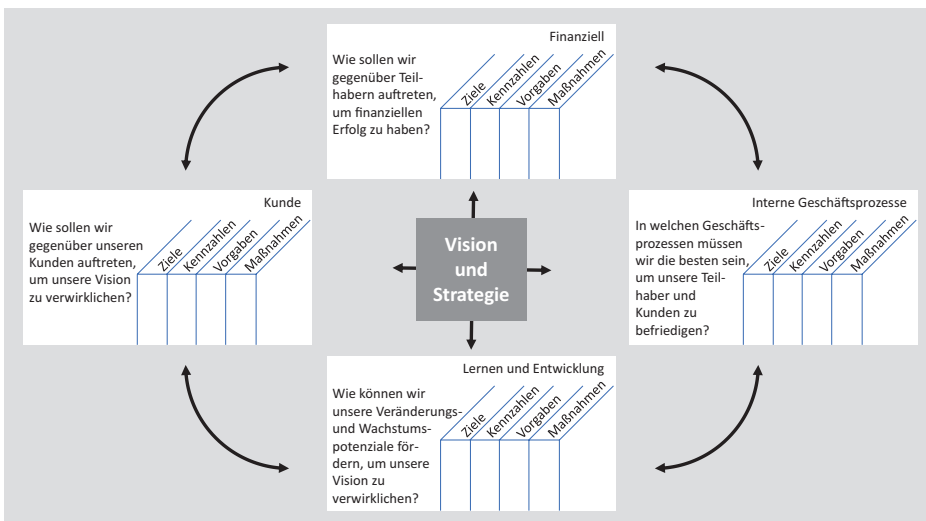 Finanziell
Wie sollen wir
gegenüber Teil-
habern auftreten,
um finanziellen
Erfolg zu haben?
Ziele
Kennzahlen
Vorgaben
Maßnahmen
Kunde
Wie sollen wir
gegenüber unseren
Kunden auftreten,
um unsere Vision
zu verwirklichen?
Ziele
Kennzahlen
Vorgaben
Maßnahmen
Vision
und
Strategie
Interne Geschäftsprozesse
In welchen Geschäfts-
prozessen müssen
wir die besten sein,
um unsere Teil-
haber und
Kunden zu
befriedigen?
Ziele
Kennzahlen
Vorgaben
Maßnahmen
Lernen und Entwicklung
Wie können wir
unsere Veränderungs-
und Wachstums-
potenziale för-
dern, um unsere
Vision zu
verwirklichen?
Ziele
Kennzahlen
Vorgaben
Maßnahmen